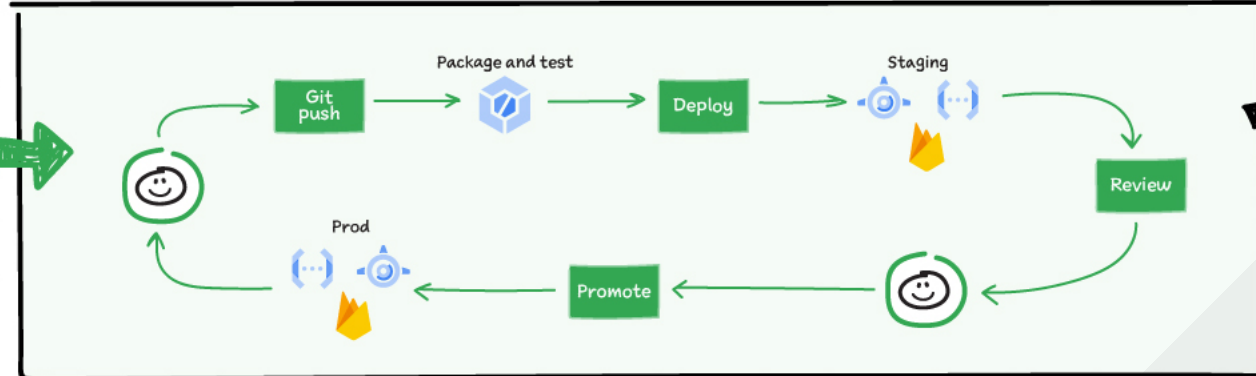 Package and test
Staging
Git
push
Deploy
Review
Prod
Promote